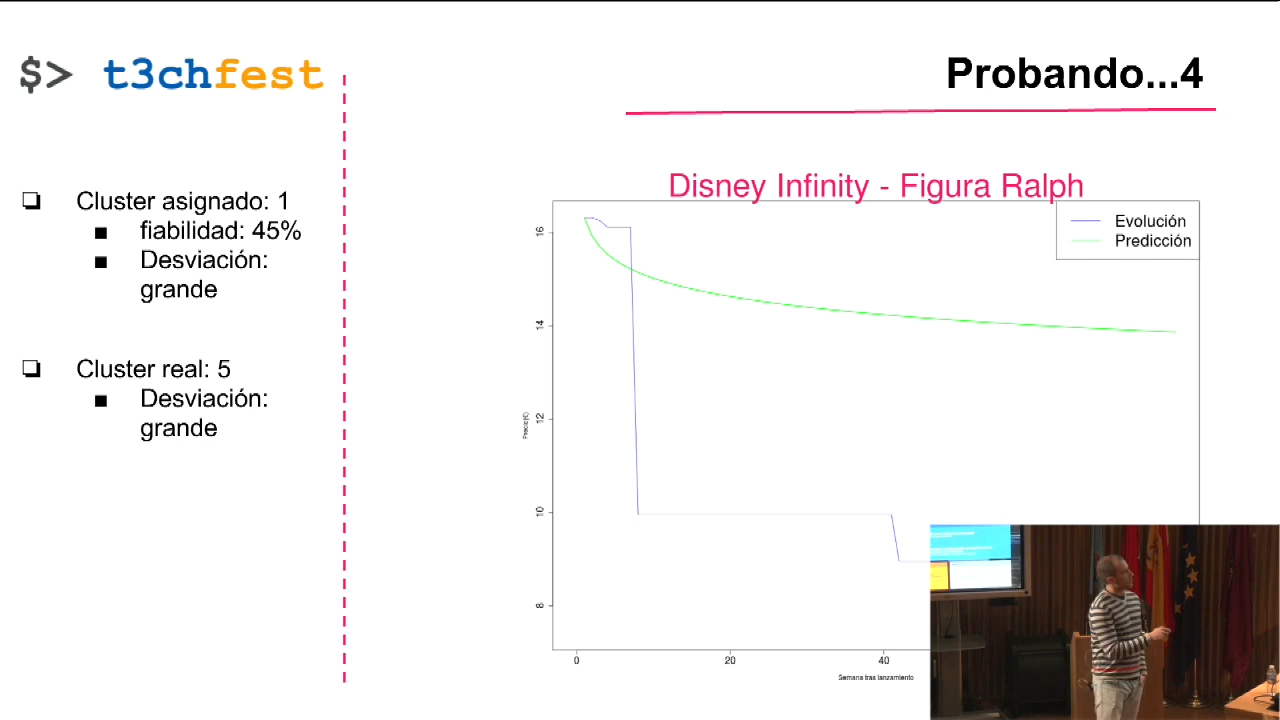 $> t3chfest
Probando...4
Cluster asignado: 1
fiabilidad: 45%
Desviación:
grande
Cluster real: 5
Desviación:
grande
Disney Infinity - Figura Ralph
Evolución
Predicción
16
14
12
10
8
Precio(€)
0
20
40
Semana tras lanzamiento